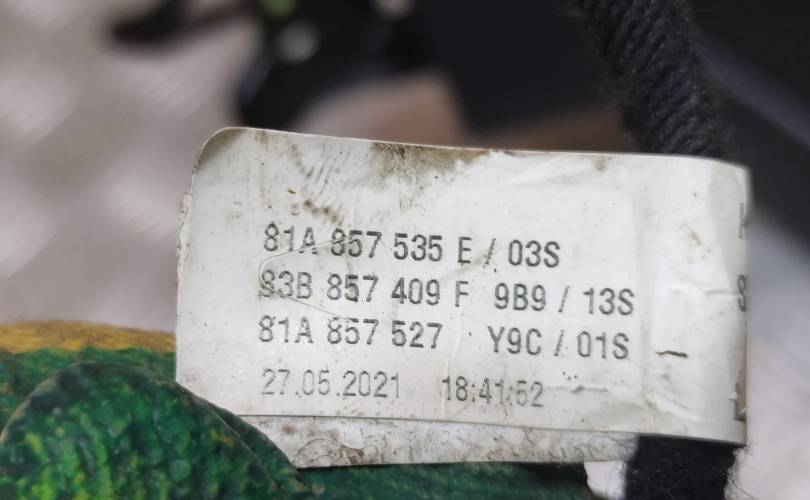 81A 857 535 E / 03S
83B 857 409 F 9B9 / 13S
81A 857 527 Y9C / 01S
27.05.2021 18:41:52